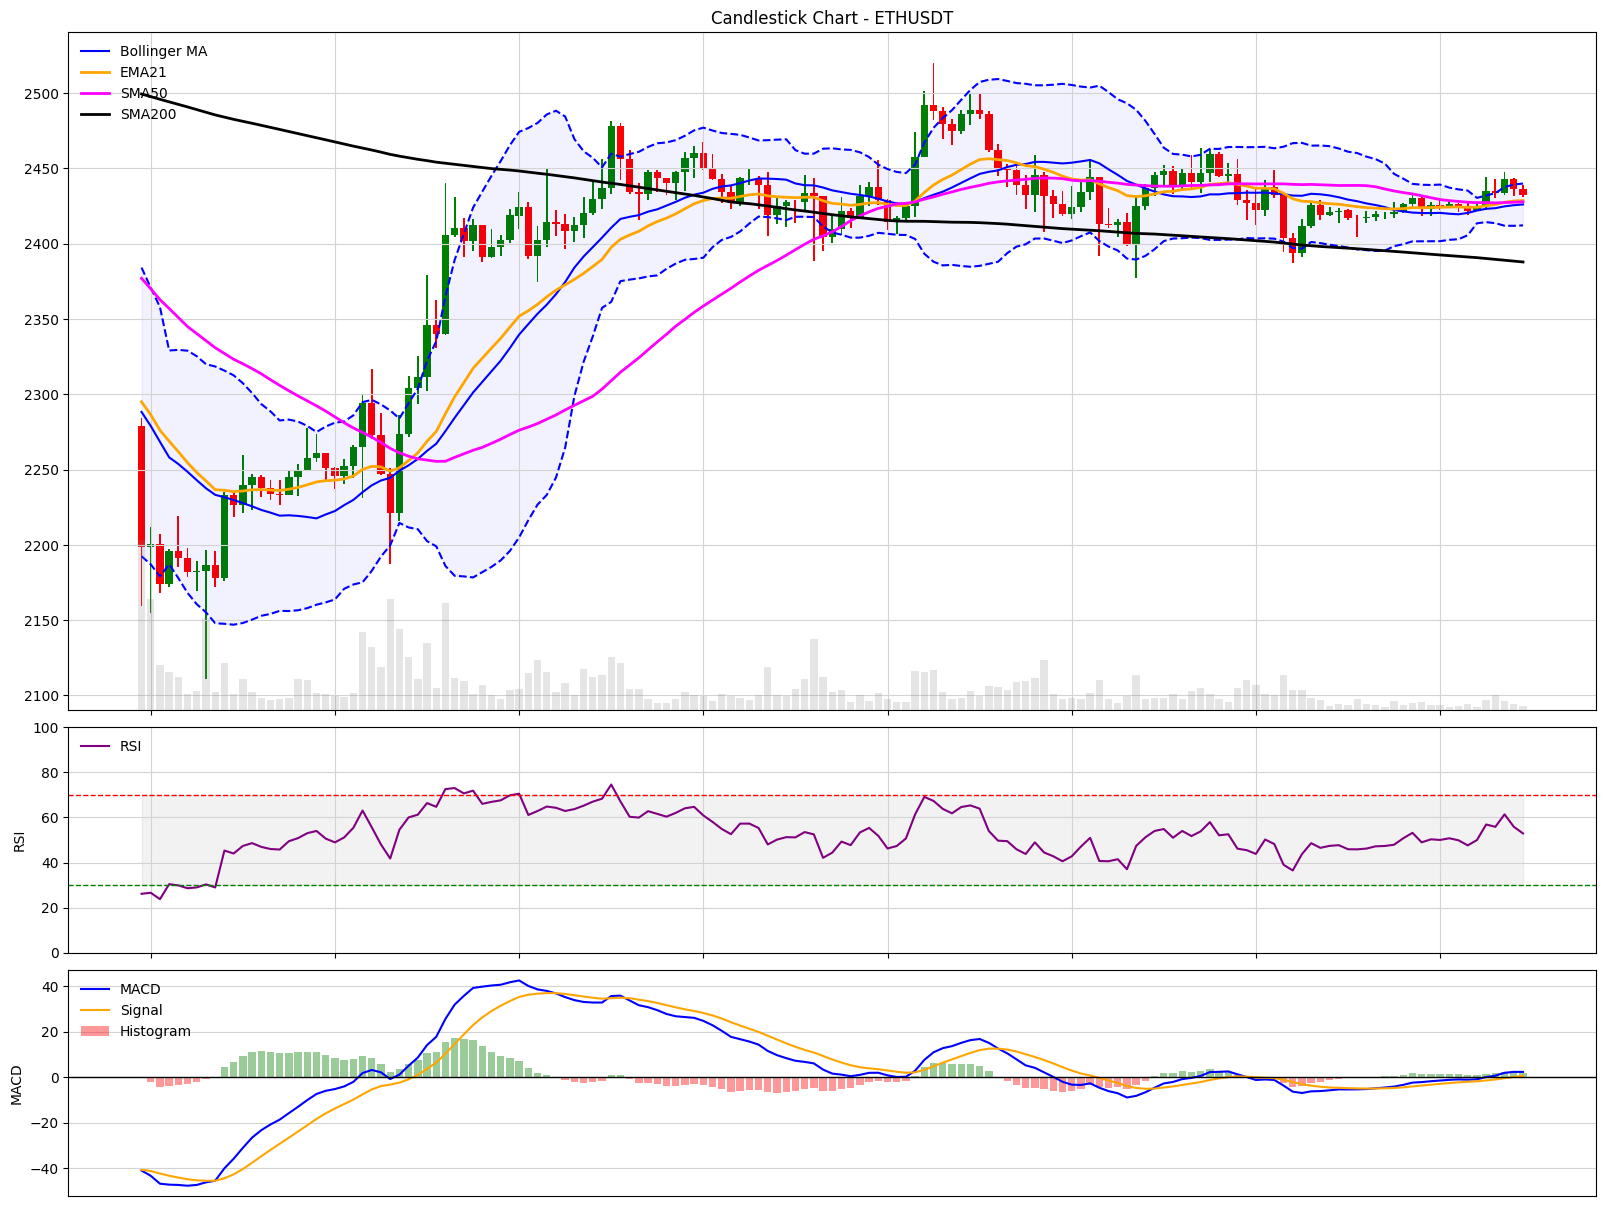 Candlestick Chart - ETHUSDT
Bollinger MA
EMA21
SMA50
SMA200
2500
2450
2400
2350
2300
2250
2200
2150
2100
RSI
RSI
100
80
60
40
20
0
MACD
Signal
Histogram
MACD
40
20
0
−20
−40